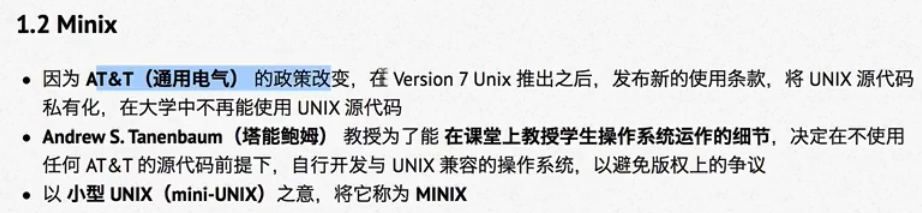 1.2 Minix
• 因为 AT&T（通用电气） 的政策改变，在 Version 7 Unix 推出之后，发布新的使用条款，将 UNIX 源代码
私有化，在大学中不再能使用 UNIX 源代码
• Andrew S. Tanenbaum（塔能鲍姆） 教授为了能 在课堂上教授学生操作系统运作的细节，决定在不使用
任何 AT&T 的源代码前提下，自行开发与 UNIX 兼容的操作系统，以避免版权上的争议
• 以 小型 UNIX（mini-UNIX）之意，将它称为 MINIX